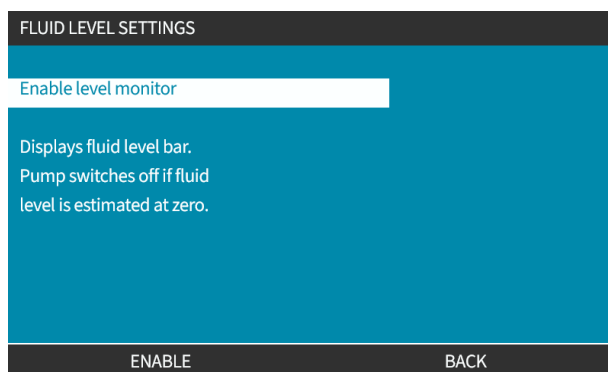 FLUID LEVEL SETTINGS
Enable level monitor
Displays fluid level bar.
Pump switches off if fluid
level is estimated at zero.
ENABLE BACK